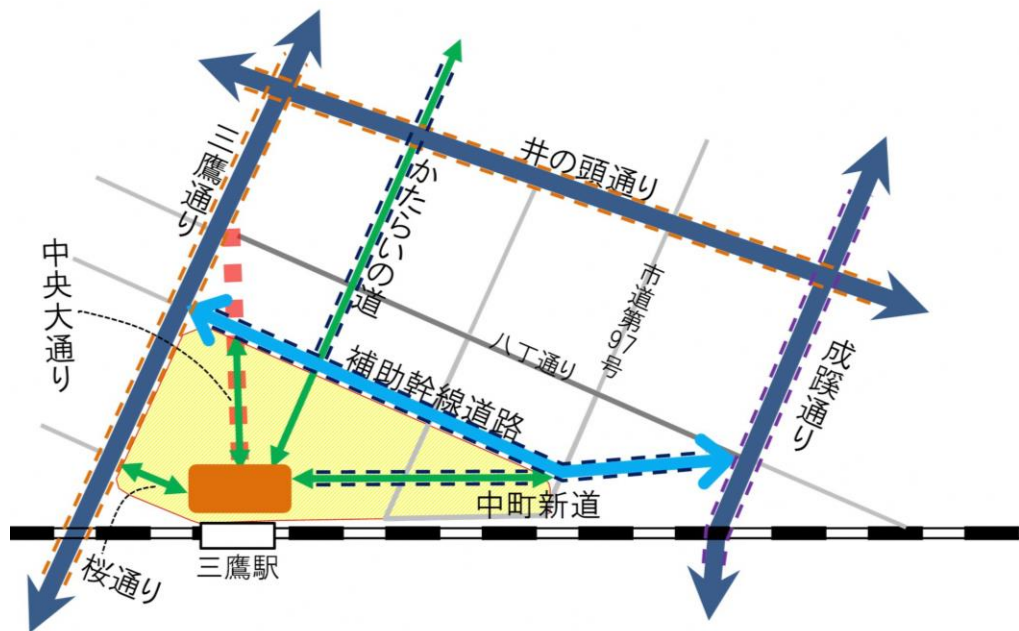 三鷹通り
かたらいの道
井の頭通り
中央大通り
市道第97号
八丁通り
補助幹線道路
成蹊通り
中町新道
桜通り
三鷹駅